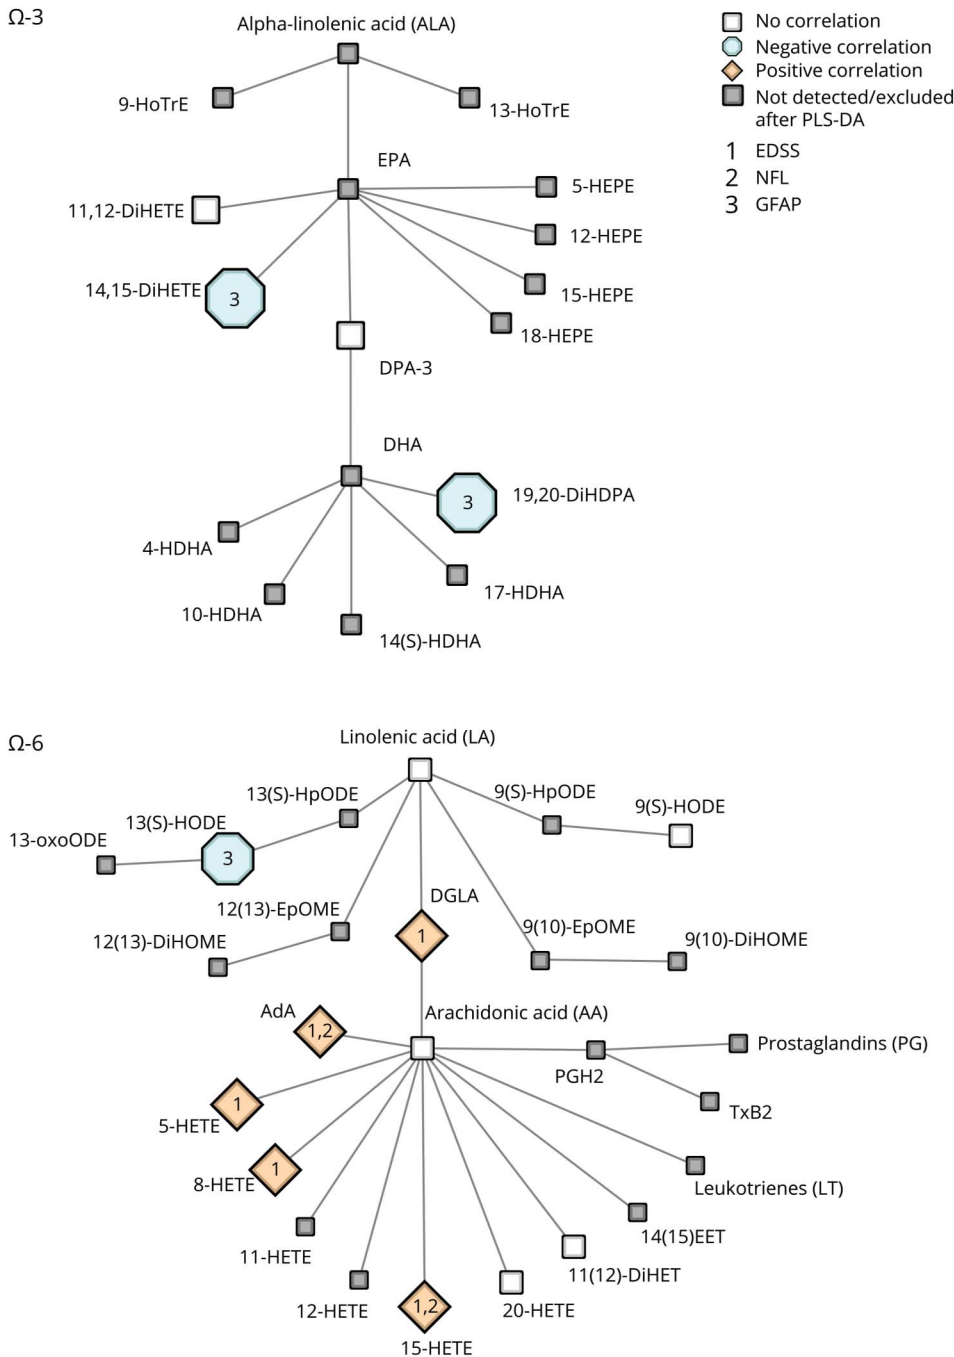 Ω-3
Alpha-linolenic acid (ALA)
No correlation
Negative correlation
Positive correlation
Not detected/excluded
after PLS-DA
1 EDSS
2 NFL
3 GFAP
9-HoTrE
13-HoTrE
EPA
5-HEPE
11,12-DiHETE
12-HEPE
14,15-DiHETE
3
15-HEPE
18-HEPE
DPA-3
DHA
3
19,20-DiHDPA
4-HDHA
17-HDHA
10-HDHA
14(S)-HDHA
Ω-6
Linolenic acid (LA)
13(S)-HpODE
9(S)-HpODE
9(S)-HODE
13(S)-HODE
13-oxoODE
3
DGLA
12(13)-EpOME
1
9(10)-EpOME
12(13)-DiHOME
9(10)-DiHOME
AdA
1,2
Arachidonic acid (AA)
Prostaglandins (PG)
PGH2
1
5-HETE
TxB2
1
8-HETE
Leukotrienes (LT)
11-HETE
14(15)EET
11(12)-DiHET
12-HETE
1,2
20-HETE
15-HETE